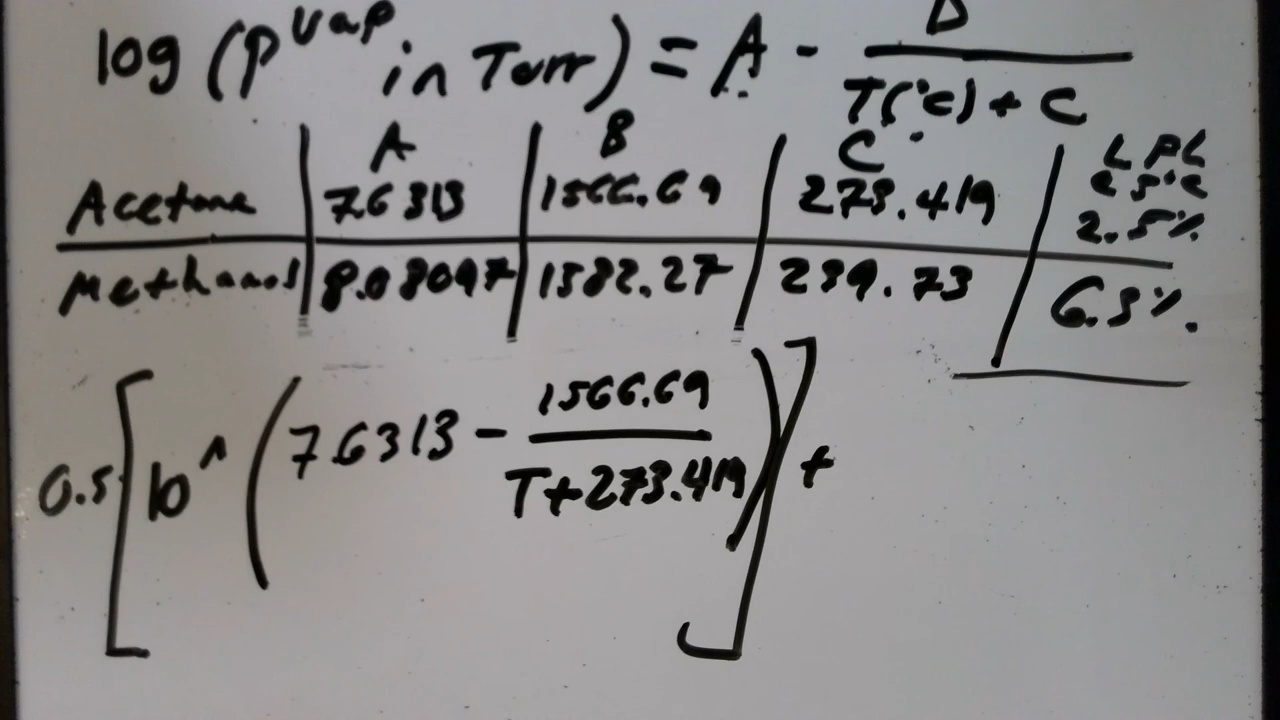 log (P^vap in Torr) = A - B / T(°C) + C
A B C LFL
Acetone 7.6313 1566.69 273.419 25°C 2.5%
Methanol 8.08097 1582.27 239.73 6.3%
0.5 [ 10^ ( 7.6313 - 1566.69 / T+273.419 ) ] +